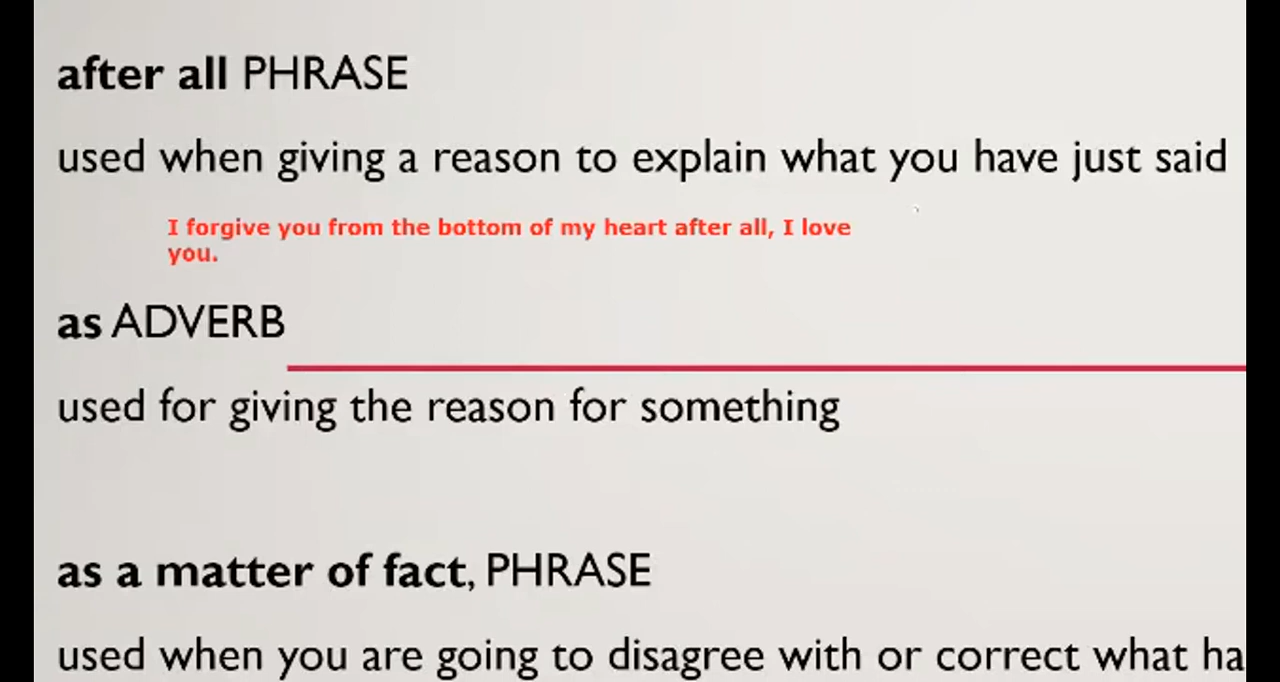 after all PHRASE
used when giving a reason to explain what you have just said
I forgive you from the bottom of my heart after all, I love
you.
as ADVERB
used for giving the reason for something
as a matter of fact, PHRASE
used when you are going to disagree with or correct what ha